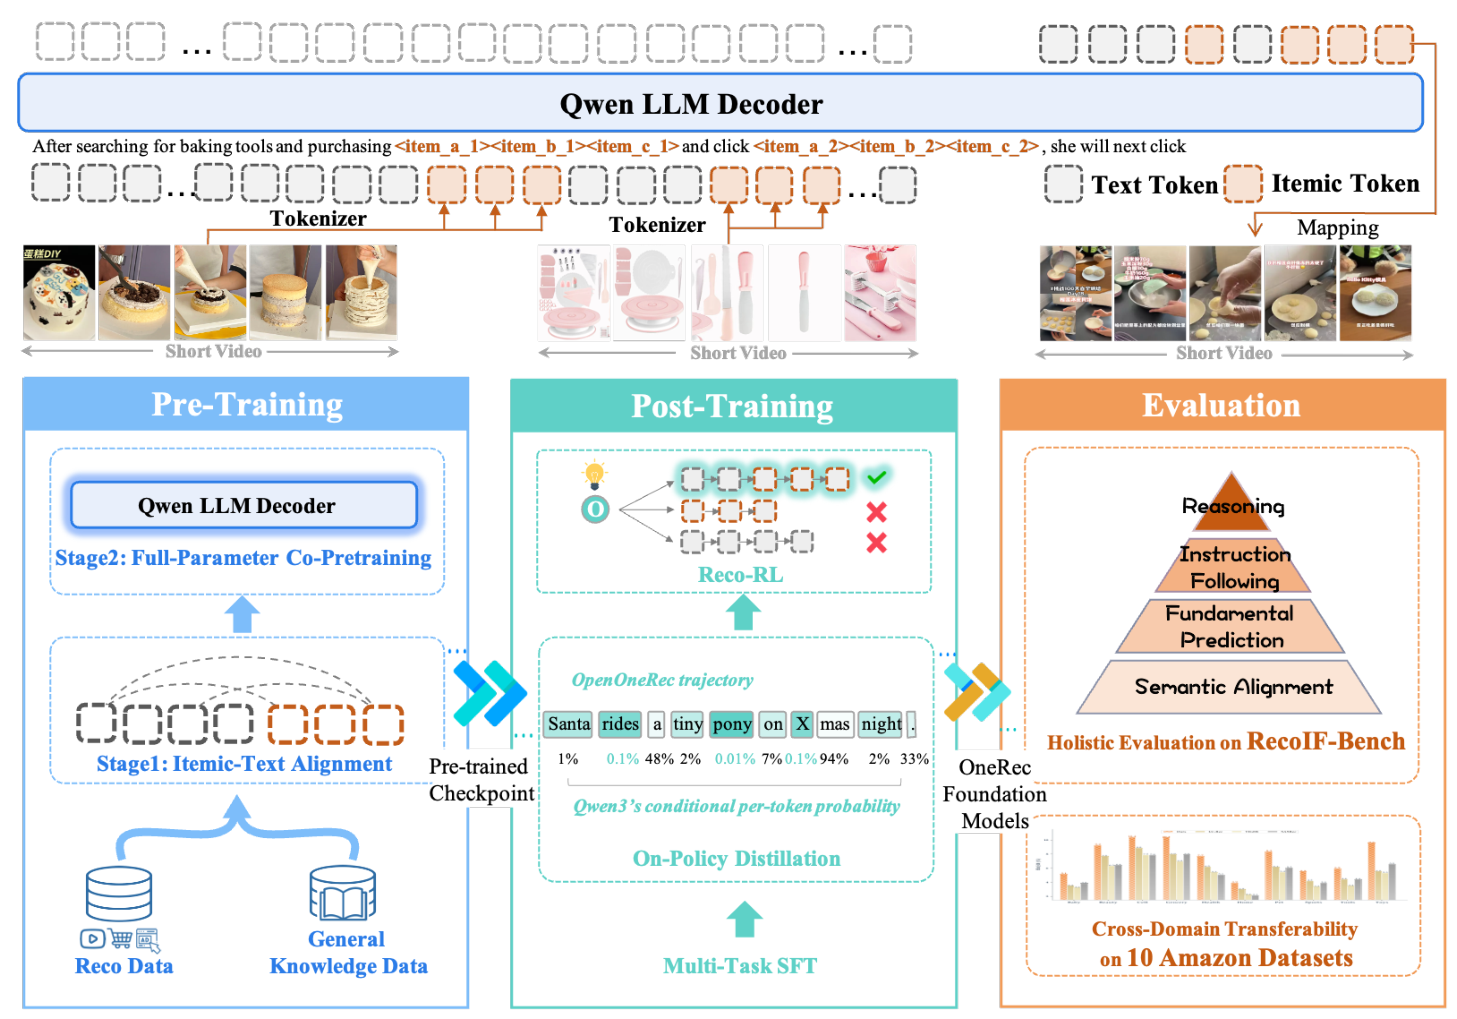 Qwen LLM Decoder
After searching for baking tools and purchasing <item_a_1><item_b_1><item_c_1> and click <item_a_2><item_b_2><item_c_2>, she will next click
Text Token
Itemic Token
Tokenizer
Tokenizer
Mapping
蛋糕DIY
Short Video
Short Video
Short Video
Pre-Training
Qwen LLM Decoder
Stage2: Full-Parameter Co-Pretraining
Stage1: Itemic-Text Alignment
AD
Reco Data
General
Knowledge Data
Pre-trained
Checkpoint
Post-Training
O
Reco-RL
OpenOneRec trajectory
Santa rides a tiny pony on X mas night .
1% 0.1% 48% 2% 0.01% 7% 0.1% 94% 2% 33%
Qwen3's conditional per-token probability
On-Policy Distillation
Multi-Task SFT
OneRec
Foundation
Models
Evaluation
Reasoning
Instruction
Following
Fundamental
Prediction
Semantic Alignment
Holistic Evaluation on RecoIF-Bench
Cross-Domain Transferability
on 10 Amazon Datasets